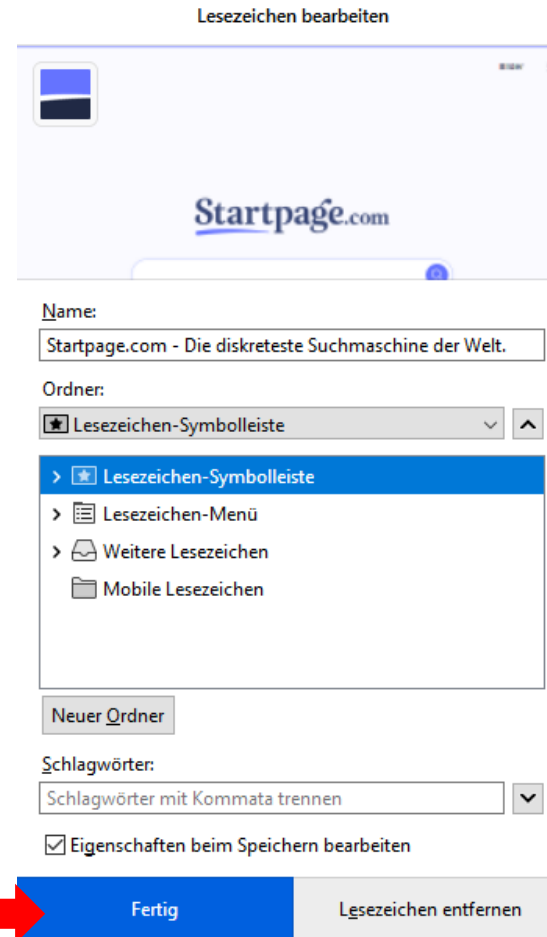 Lesezeichen bearbeiten
Bilder
Startpage.com
Name:
Startpage.com - Die diskreteste Suchmaschine der Welt.
Ordner:
Lesezeichen-Symbolleiste
Lesezeichen-Symbolleiste
Lesezeichen-Menü
Weitere Lesezeichen
Mobile Lesezeichen
Neuer Ordner
Schlagwörter:
Schlagwörter mit Kommata trennen
Eigenschaften beim Speichern bearbeiten
Fertig
Lesezeichen entfernen